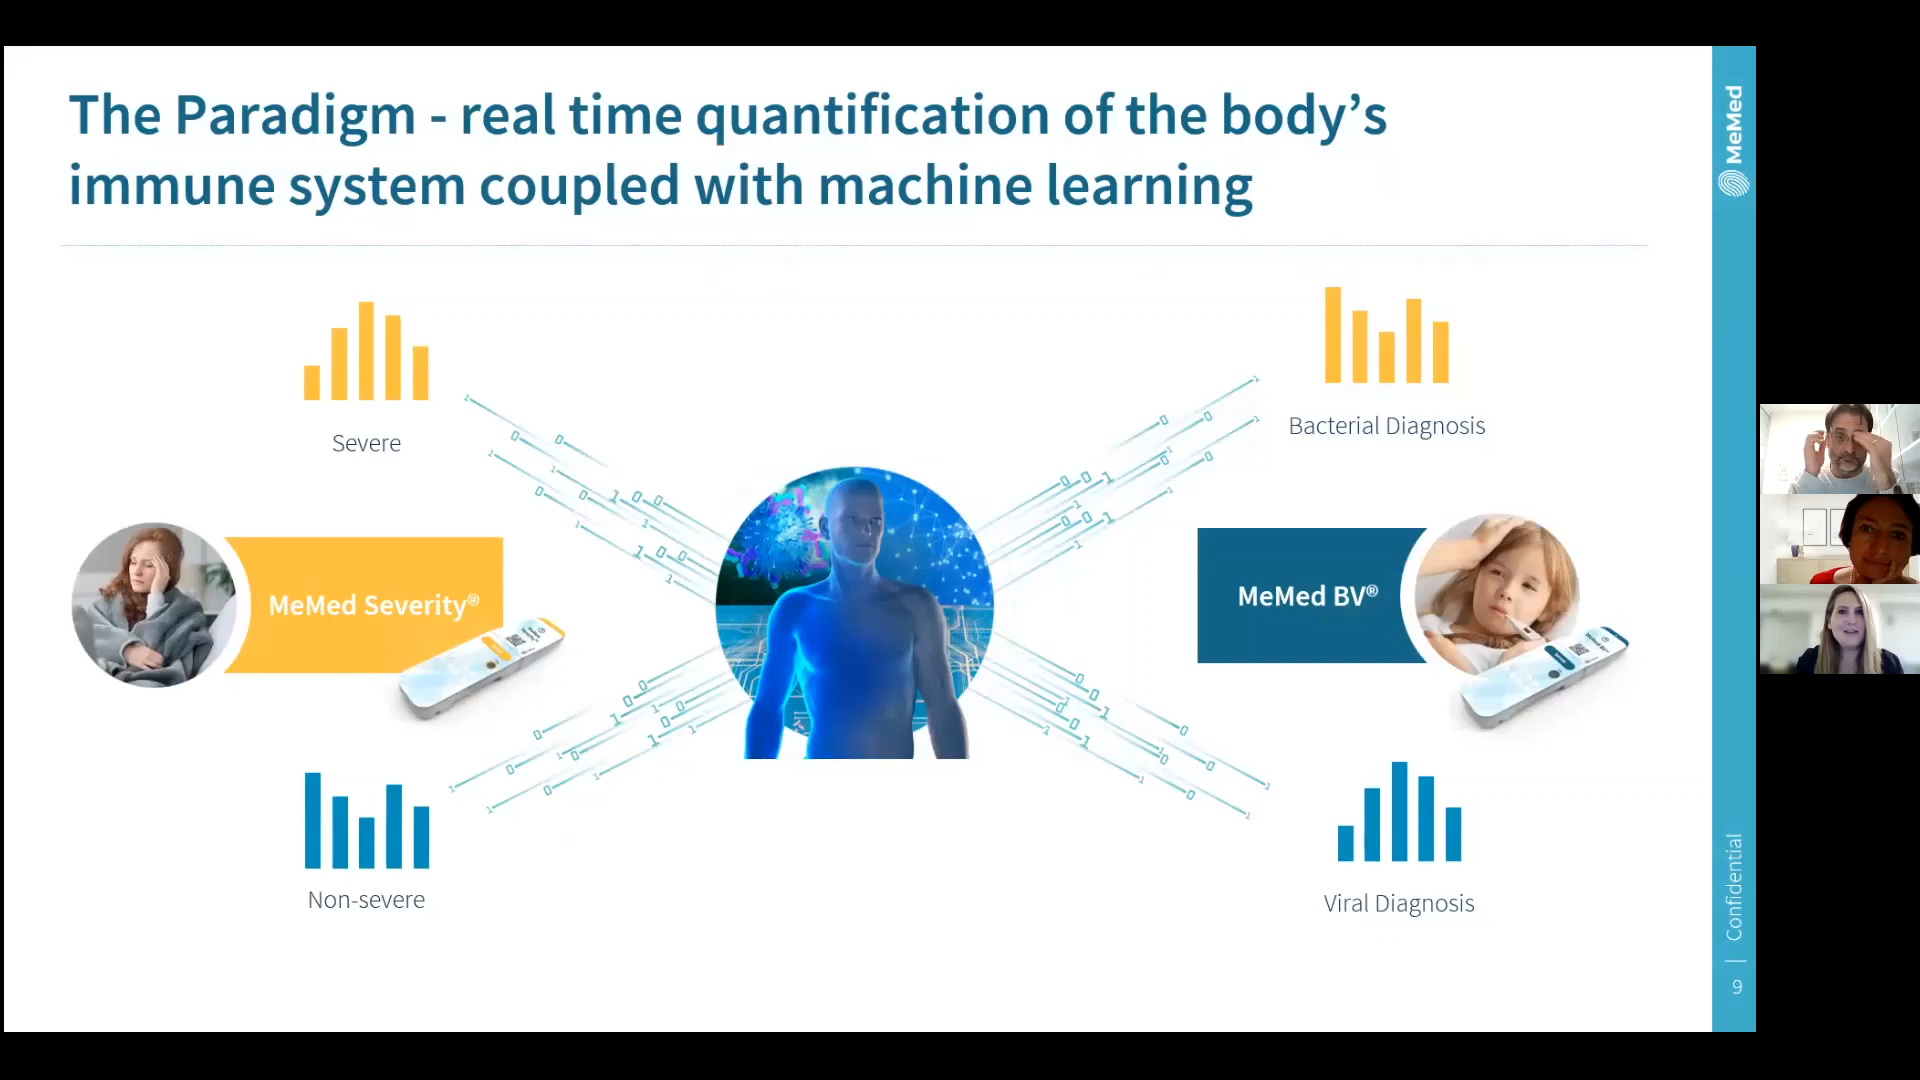 The Paradigm - real time quantification of the body’s
immune system coupled with machine learning
Severe
Bacterial Diagnosis
MeMed Severity®
MeMed BV®
Non-severe
Viral Diagnosis
MeMed
Confidential
9